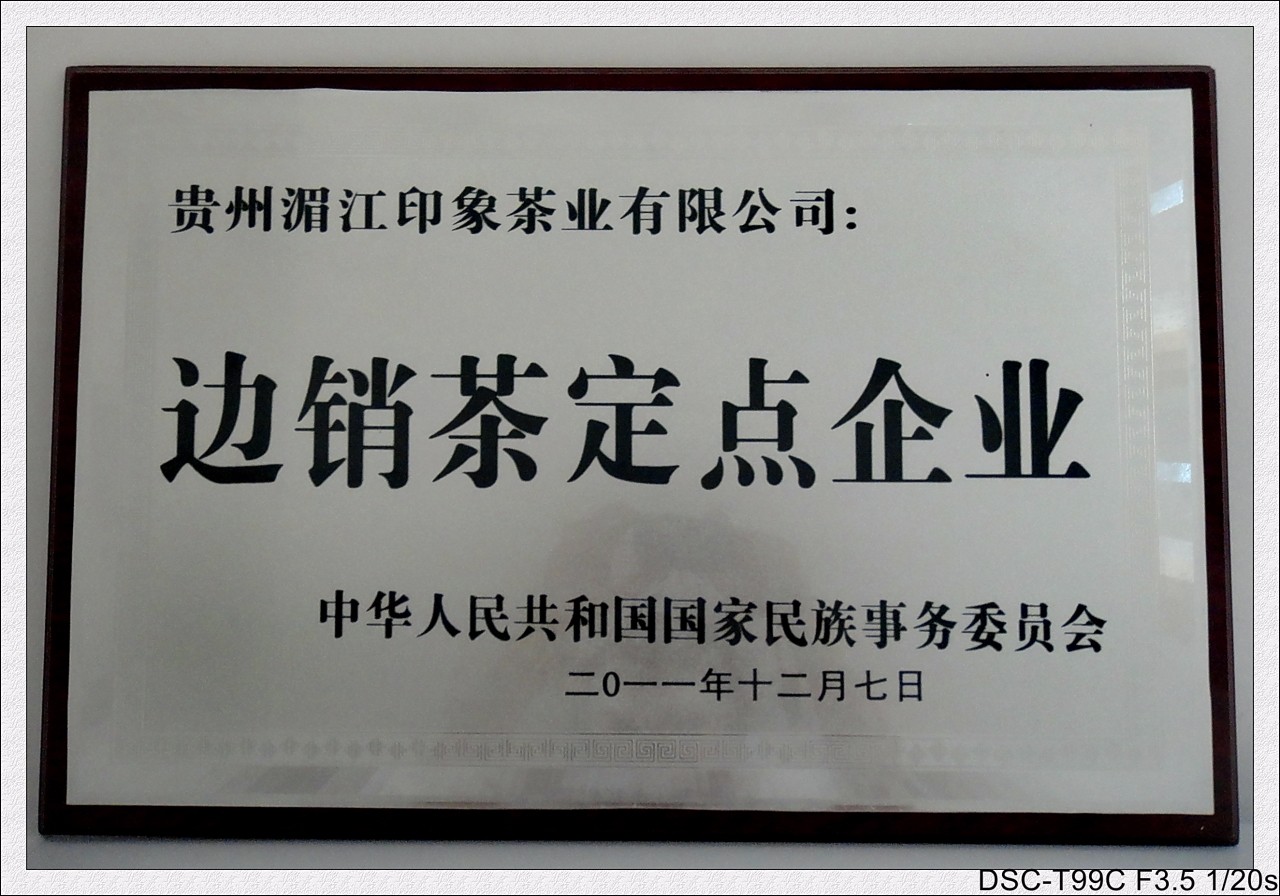 贵州湄江印象茶业有限公司：
边销茶定点企业
中华人民共和国国家民族事务委员会
二0一一年十二月七日
DSC-T99C F3.5 1/20s